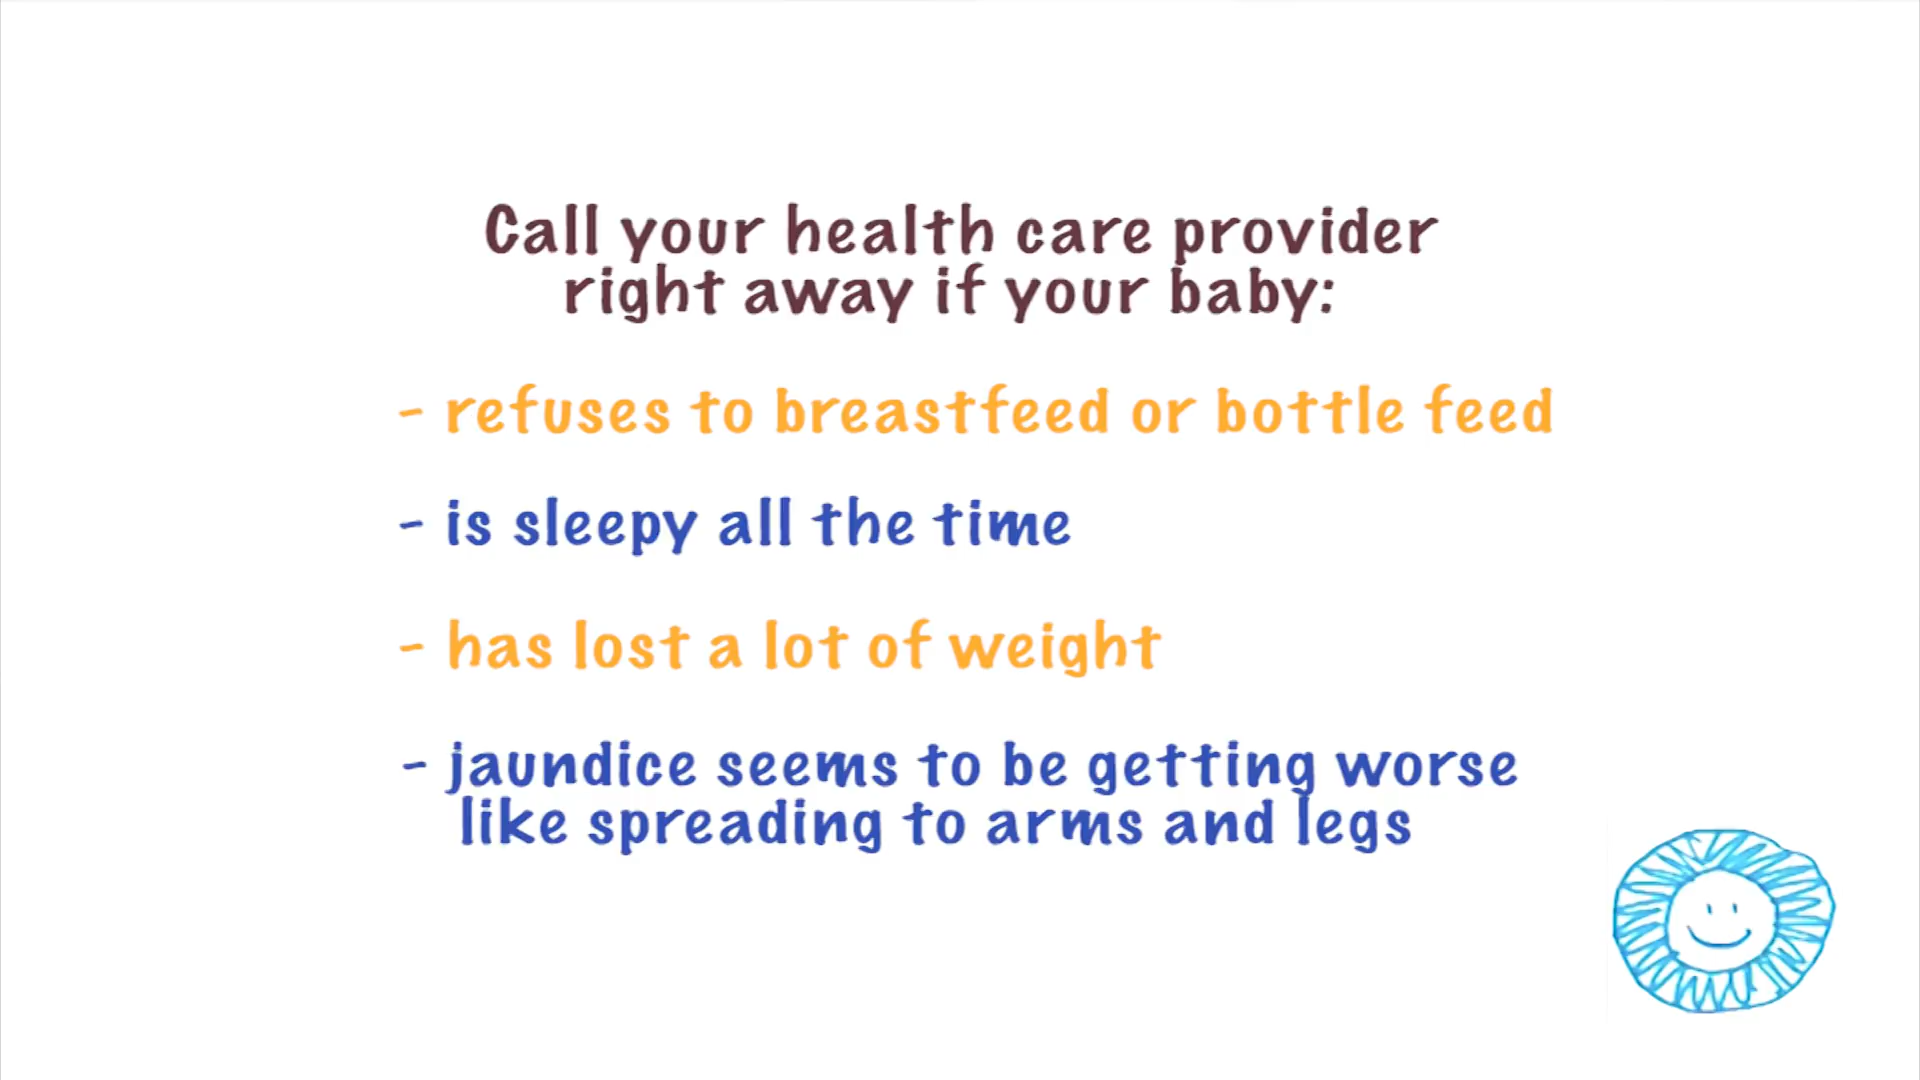 Call your health care provider
right away if your baby:
- refuses to breastfeed or bottle feed
- is sleepy all the time
- has lost a lot of weight
- jaundice seems to be getting worse
like spreading to arms and legs